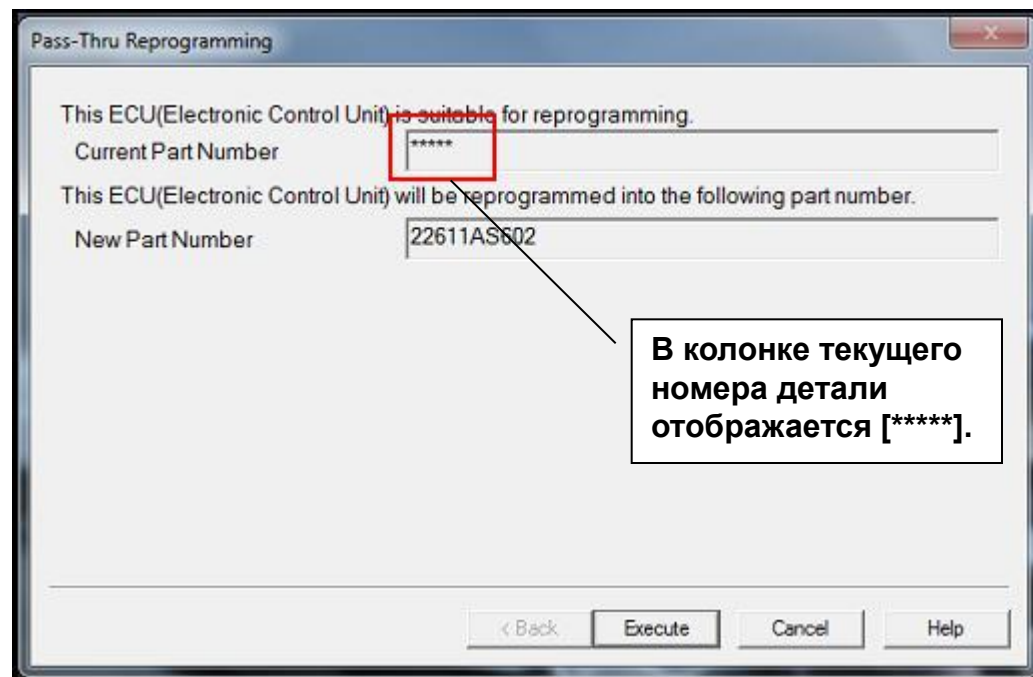 Pass-Thru Reprogramming
This ECU(Electronic Control Unit) is suitable for reprogramming.
Current Part Number
*****
This ECU(Electronic Control Unit) will be reprogrammed into the following part number.
New Part Number
22611AS602
В колонке текущего
номера детали
отображается [*****].
< Back
Execute
Cancel
Help